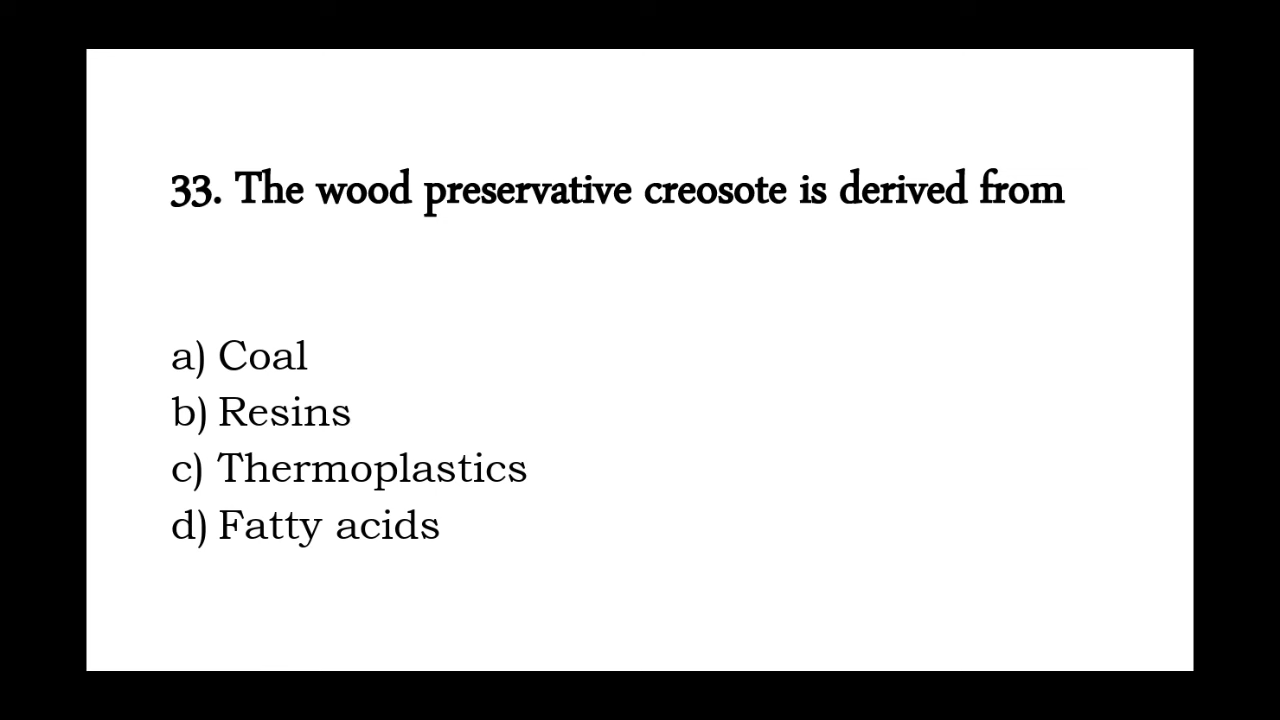 33. The wood preservative creosote is derived from
a) Coal
b) Resins
c) Thermoplastics
d) Fatty acids